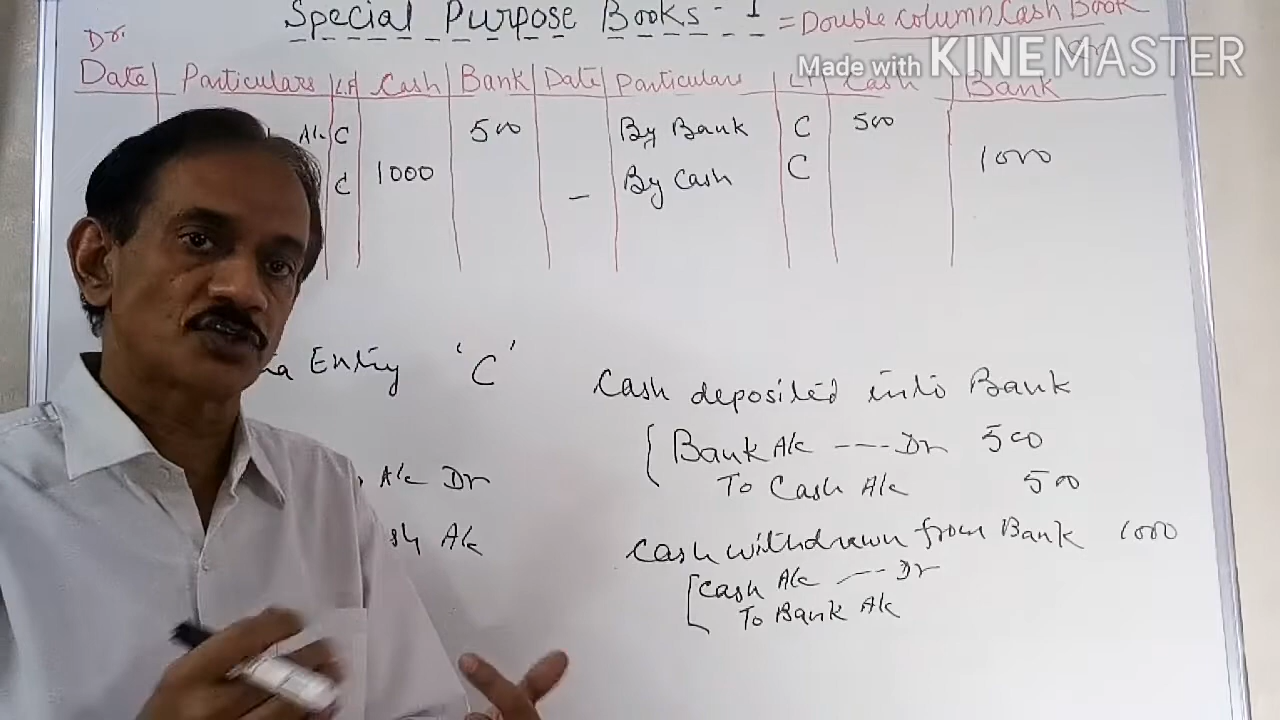 Special Purpose Books - I = Double column Cash Book
Dr.
Cr
Made with KINEMASTER
Date Particulars L.F Cash Bank Date Particulars L.F Cash Bank
A/c C 500 By Bank C 500
C 1000 By Cash C 1000
Entry 'C'
Cash deposited into Bank
Bank A/c ---- Dr 500
To Cash A/c 500
A/c Dr
A/c
Cash withdrawn from Bank 1000
Cash A/c ---- Dr
To Bank A/c